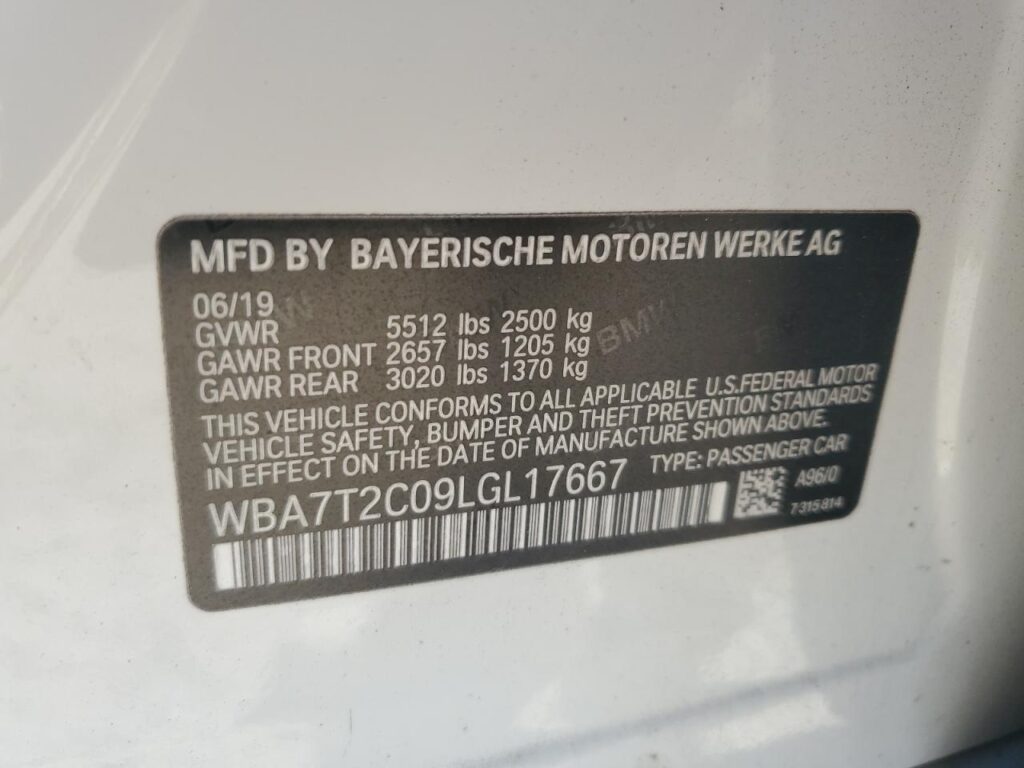 MFD BY BAYERISCHE MOTOREN WERKE AG
06/19
GVWR 5512 lbs 2500 kg
GAWR FRONT 2657 lbs 1205 kg
GAWR REAR 3020 lbs 1370 kg
THIS VEHICLE CONFORMS TO ALL APPLICABLE U.S.FEDERAL MOTOR
VEHICLE SAFETY, BUMPER AND THEFT PREVENTION STANDARDS
IN EFFECT ON THE DATE OF MANUFACTURE SHOWN ABOVE.
WBA7T2C09LGL17667 TYPE: PASSENGER CAR
A96/0
7315814
BMW